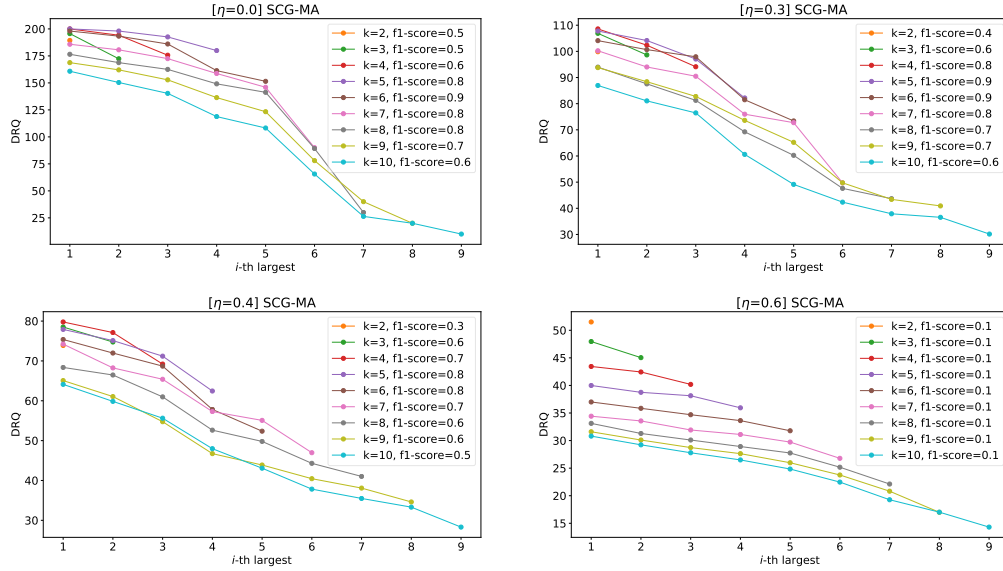 [η=0.0] SCG-MA
DRQ
200
175
150
125
100
75
50
25
1 2 3 4 5 6 7 8 9
i-th largest
k=2, f1-score=0.5
k=3, f1-score=0.5
k=4, f1-score=0.6
k=5, f1-score=0.8
k=6, f1-score=0.9
k=7, f1-score=0.8
k=8, f1-score=0.8
k=9, f1-score=0.7
k=10, f1-score=0.6
[η=0.3] SCG-MA
DRQ
110
100
90
80
70
60
50
40
30
1 2 3 4 5 6 7 8 9
i-th largest
k=2, f1-score=0.4
k=3, f1-score=0.6
k=4, f1-score=0.8
k=5, f1-score=0.9
k=6, f1-score=0.9
k=7, f1-score=0.8
k=8, f1-score=0.7
k=9, f1-score=0.7
k=10, f1-score=0.6
[η=0.4] SCG-MA
DRQ
80
70
60
50
40
30
1 2 3 4 5 6 7 8 9
i-th largest
k=2, f1-score=0.3
k=3, f1-score=0.6
k=4, f1-score=0.7
k=5, f1-score=0.8
k=6, f1-score=0.8
k=7, f1-score=0.7
k=8, f1-score=0.6
k=9, f1-score=0.6
k=10, f1-score=0.5
[η=0.6] SCG-MA
DRQ
50
45
40
35
30
25
20
15
1 2 3 4 5 6 7 8 9
i-th largest
k=2, f1-score=0.1
k=3, f1-score=0.1
k=4, f1-score=0.1
k=5, f1-score=0.1
k=6, f1-score=0.1
k=7, f1-score=0.1
k=8, f1-score=0.1
k=9, f1-score=0.1
k=10, f1-score=0.1